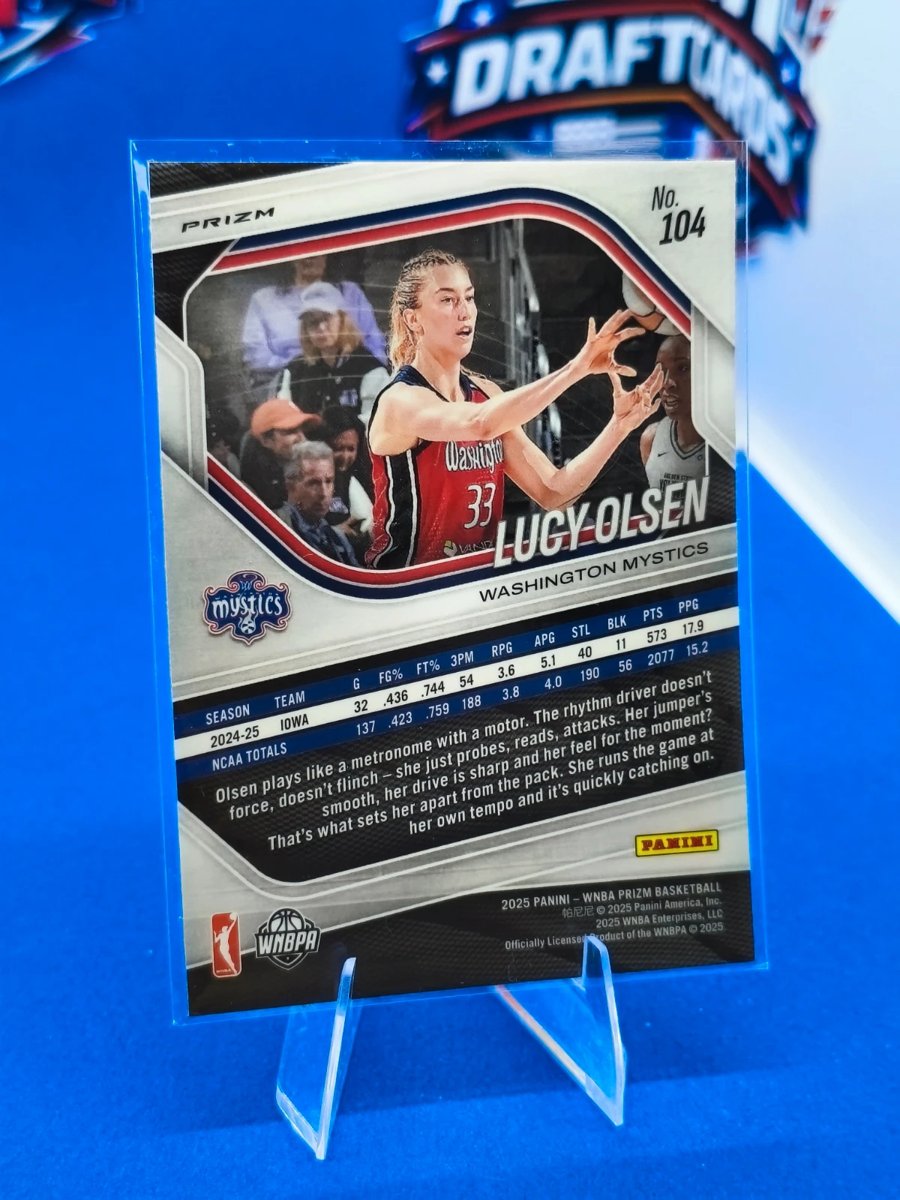 DRAFT CARDS
PRIZM
No.
104
Washington
33
LUCY OLSEN
WASHINGTON MYSTICS
MYSTICS
SEASON TEAM G FG% FT% 3PM RPG APG STL BLK PTS PPG
2024-25 IOWA 32 .436 .744 54 3.6 5.1 40 11 573 17.9
NCAA TOTALS 137 .423 .759 188 3.8 4.0 190 56 2077 15.2
Olsen plays like a metronome with a motor. The rhythm driver doesn't
force, doesn't flinch – she just probes, reads, attacks. Her jumper's
smooth, her drive is sharp and her feel for the moment?
That's what sets her apart from the pack. She runs the game at
her own tempo and it's quickly catching on.
PANINI
2025 PANINI – WNBA PRIZM BASKETBALL
帕尼尼 © 2025 Panini America, Inc.
2025 WNBA Enterprises, LLC
Officially Licensed Product of the WNBPA © 2025
WNBA
WNBPA